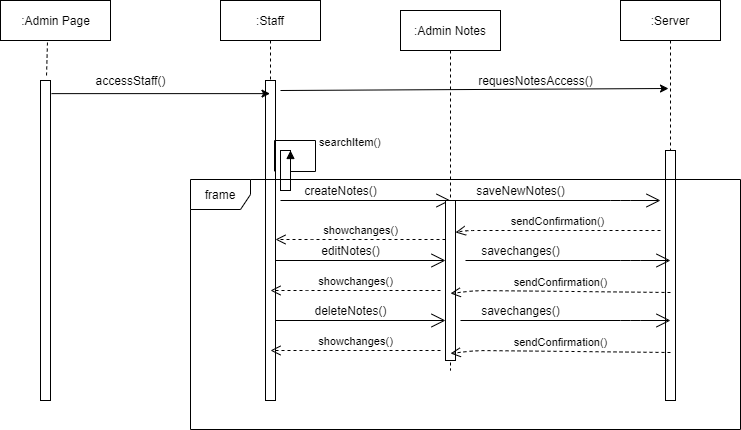 :Admin Page
:Staff
:Admin Notes
:Server
accessStaff()
requesNotesAccess()
searchItem()
frame
createNotes()
saveNewNotes()
sendConfirmation()
showchanges()
editNotes()
savechanges()
showchanges()
sendConfirmation()
deleteNotes()
savechanges()
showchanges()
sendConfirmation()